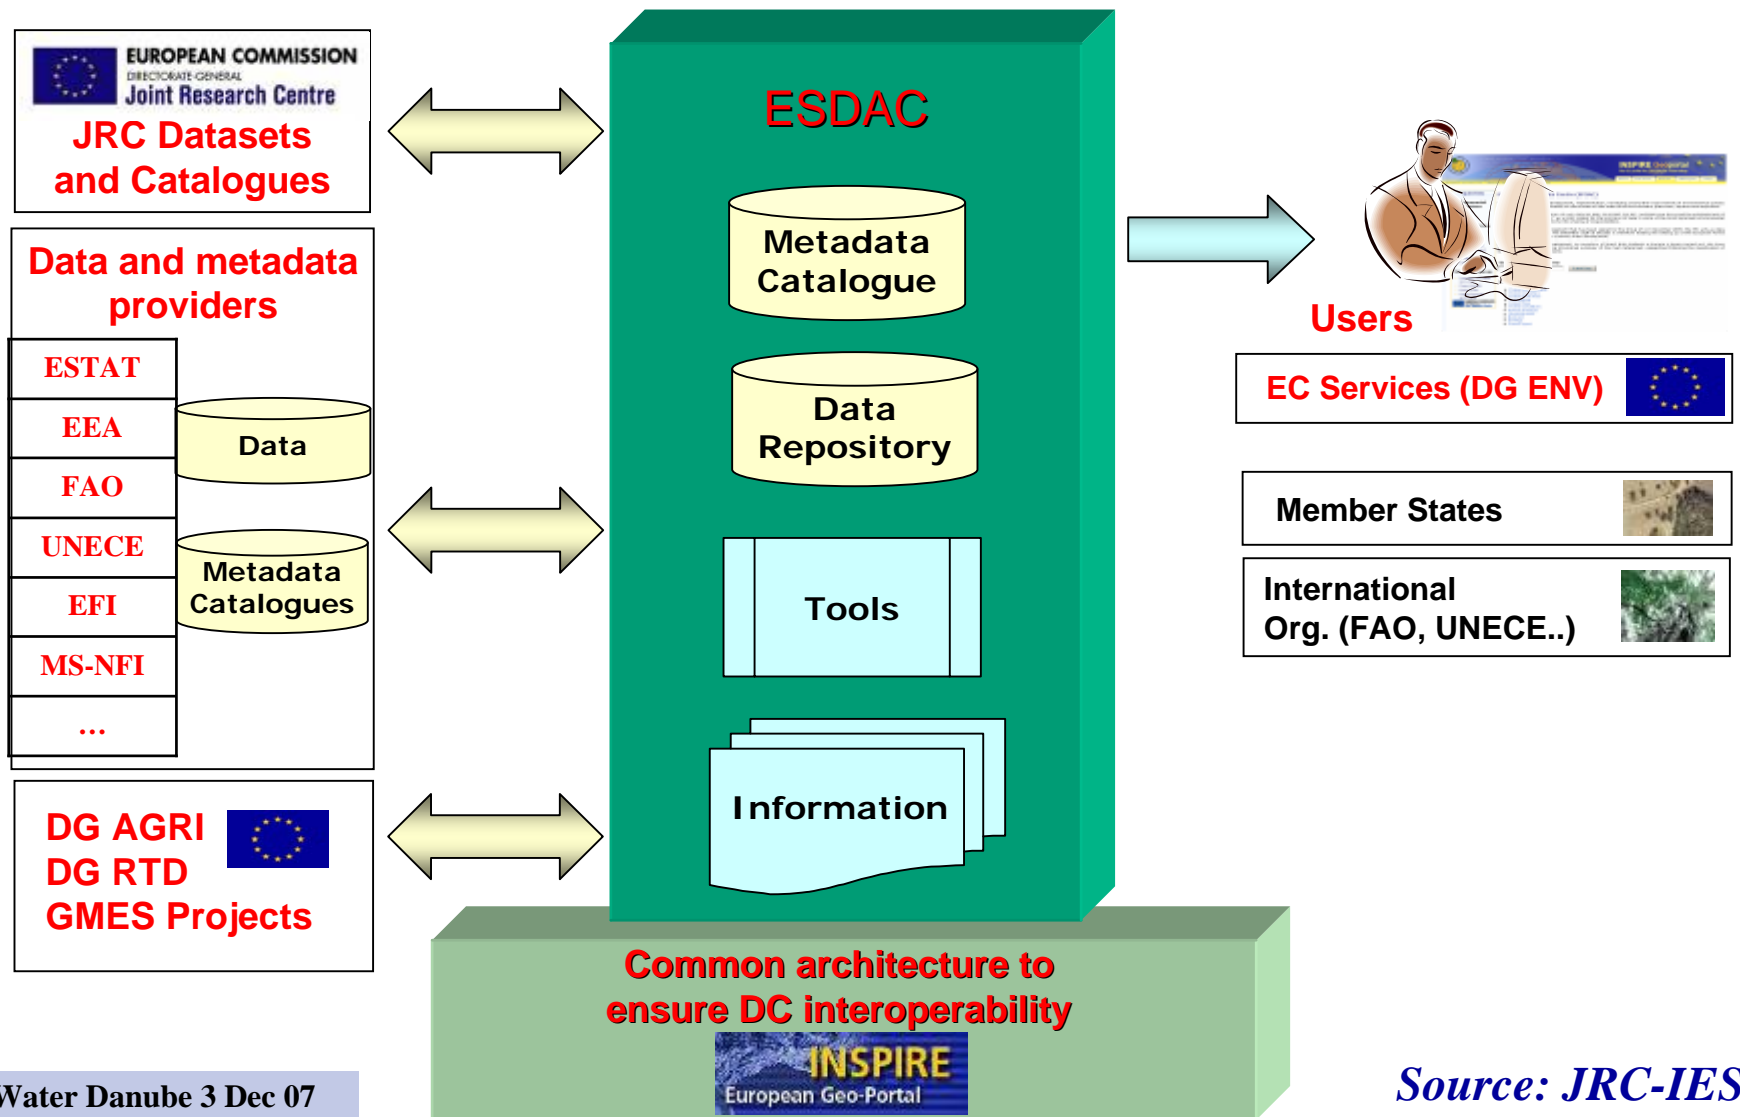 EUROPEAN COMMISSION
DIRECTORATE-GENERAL
Joint Research Centre
JRC Datasets
and Catalogues
Data and metadata
providers
ESTAT
EEA
FAO
UNECE
EFI
MS-NFI
...
Data
Metadata
Catalogues
DG AGRI
DG RTD
GMES Projects
ESDAC
Metadata
Catalogue
Data
Repository
Tools
Information
Common architecture to
ensure DC interoperability
INSPIRE
European Geo-Portal
INSPIRE Geoportal
Users
EC Services (DG ENV)
Member States
International
Org. (FAO, UNECE..)
Water Danube 3 Dec 07
Source: JRC-IES